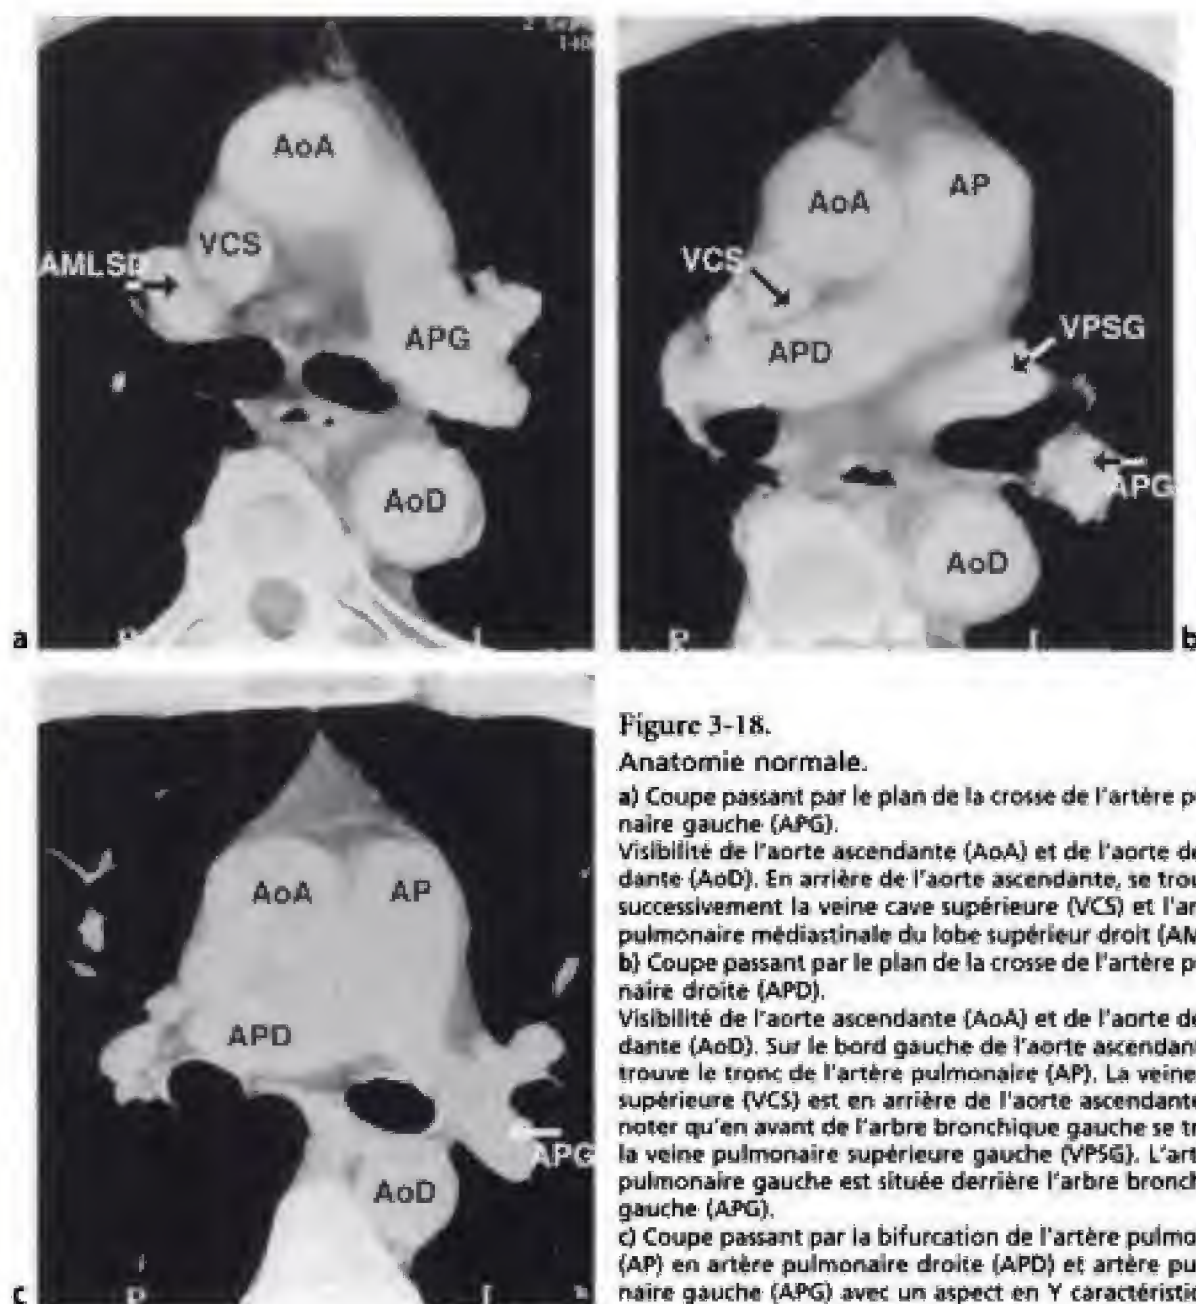 140
AoA
VCS
AMLSD
APG
AoD
a
AoA
AP
VCS
VPSG
APD
APG
AoD
R
b
AoA
AP
APD
APG
AoD
c
Figure 3-18.
Anatomie normale.
a) Coupe passant par le plan de la crosse de l'artère p
naire gauche (APG).
Visibilité de l'aorte ascendante (AoA) et de l'aorte de
dante (AoD). En arrière de l'aorte ascendante, se trou
successivement la veine cave supérieure (VCS) et l'ar
pulmonaire médiastinale du lobe supérieur droit (AM
b) Coupe passant par le plan de la crosse de l'artère p
naire droite (APD).
Visibilité de l'aorte ascendante (AoA) et de l'aorte de
dante (AoD). Sur le bord gauche de l'aorte ascendan
trouve le tronc de l'artère pulmonaire (AP). La veine
supérieure (VCS) est en arrière de l'aorte ascendante
noter qu'en avant de l'arbre bronchique gauche se tr
la veine pulmonaire supérieure gauche (VPSG). L'art
pulmonaire gauche est située derrière l'arbre bronch
gauche (APG).
c) Coupe passant par la bifurcation de l'artère pulmo
(AP) en artère pulmonaire droite (APD) et artère pu
naire gauche (APG) avec un aspect en Y caractéristic